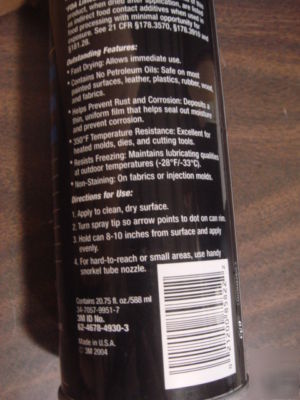 product, when dried after application,
an indirect food contact additives when used in
food processing with minimal opportunity for
exposure. See 21 CFR §178.3570, §178.3910 and
§181.28.
Outstanding Features:
• Fast Drying: Allows immediate use.
• Contains No Petroleum Oils: Safe on most
painted surfaces, leather, plastics, rubber, wood,
and fabrics.
• Helps Prevent Rust and Corrosion: Deposits a
thin, uniform film that helps seal out moisture
and prevent corrosion.
• 350°F Temperature Resistance: Excellent for
heated molds, dies, and cutting tools.
• Resists Freezing: Maintains lubricating qualities
at outdoor temperatures (-28°F/-33°C).
• Non-Staining: On fabrics or injection molds.
Directions for Use:
1. Apply to clean, dry surface.
2. Turn spray tip so arrow points to dot on can rim.
3. Hold can 8-10 inches from surface and apply
evenly.
4. For hard-to-reach or small areas, use handy
snorkel tube nozzle.
Contains 20.75 fl. oz/588 ml
34-7057-9951-7
3M ID No.
62-4678-4930-3
Made in U.S.A.
© 3M 2004